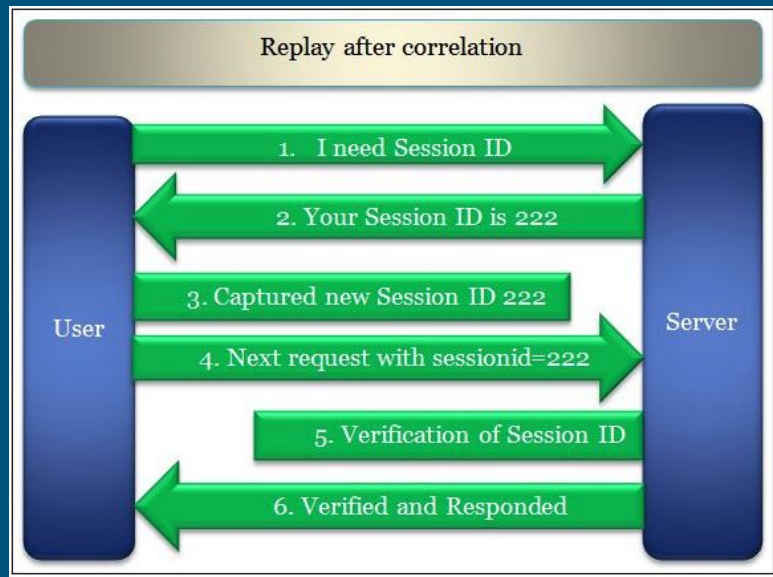 Replay after correlation
1. I need Session ID
2. Your Session ID is 222
3. Captured new Session ID 222
User
Server
4. Next request with sessionid=222
5. Verification of Session ID
6. Verified and Responded